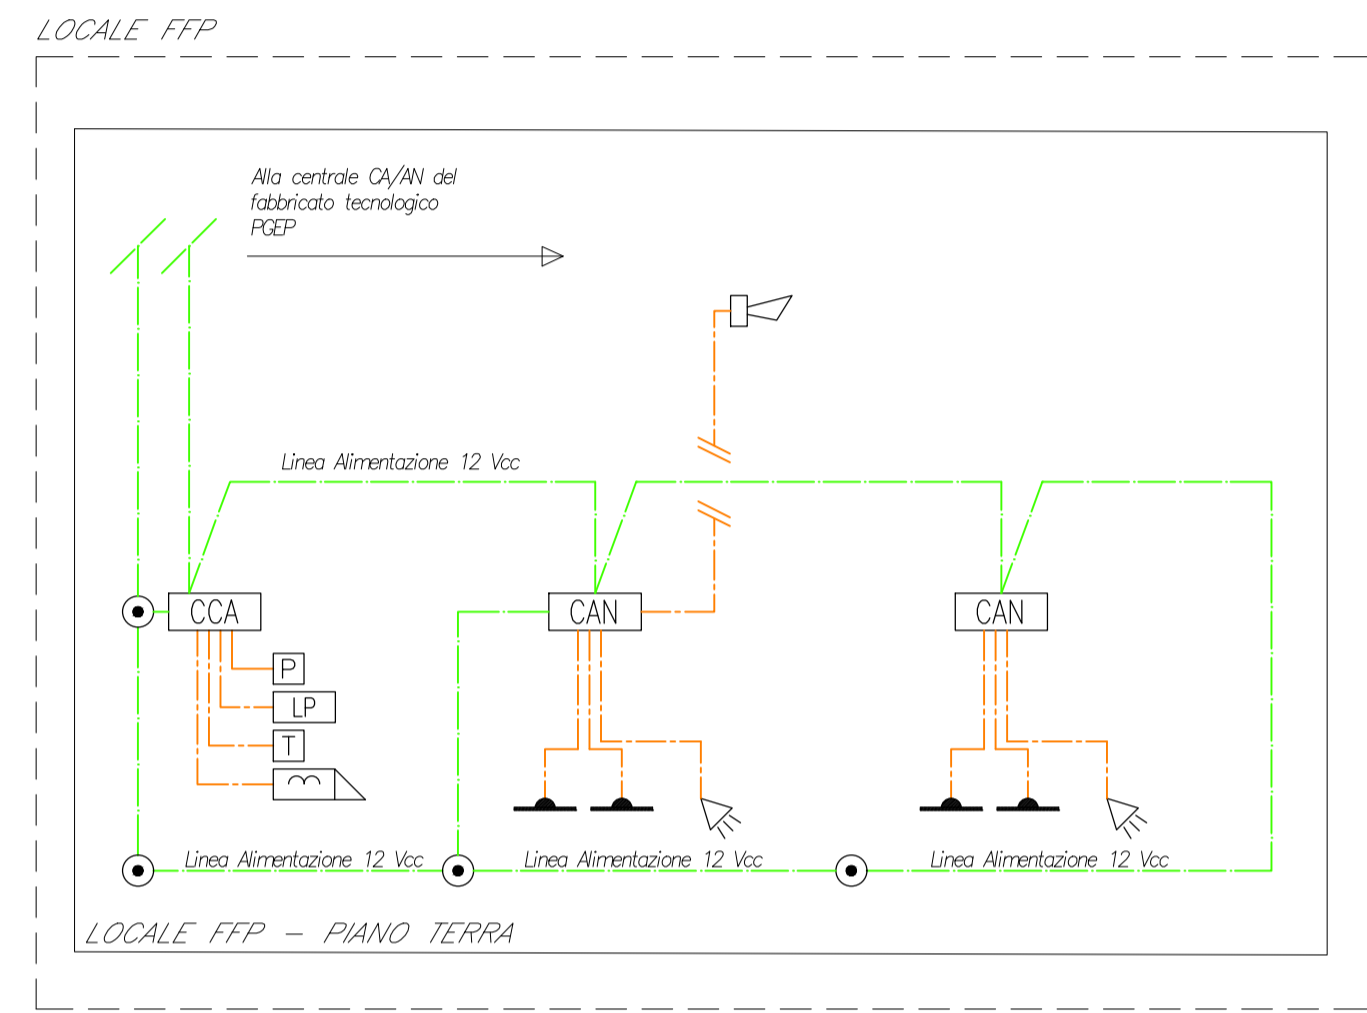 LOCALE FFP
Alla centrale CA/AN del
fabbricato tecnologico
PGEP
Linea Alimentazione 12 Vcc
CCA
CAN
CAN
P
LP
T
Linea Alimentazione 12 Vcc
Linea Alimentazione 12 Vcc
Linea Alimentazione 12 Vcc
LOCALE FFP - PIANO TERRA